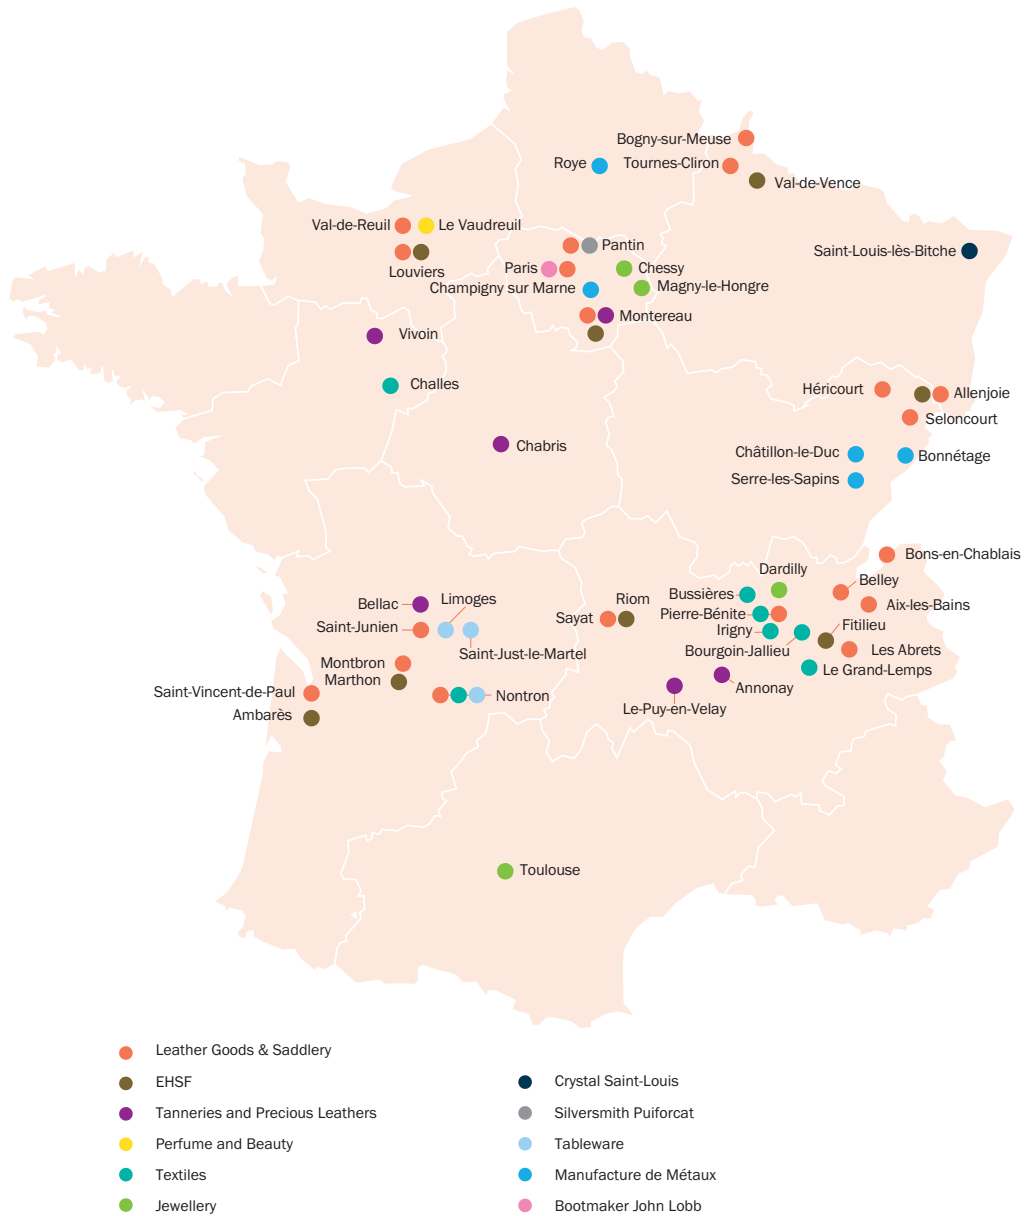 Bogny-sur-Meuse
Roye
Tournes-Cliron
Val-de-Vence
Val-de-Reuil
Le Vaudreuil
Louviers
Pantin
Saint-Louis-lès-Bitche
Paris
Chessy
Champigny sur Marne
Magny-le-Hongre
Montereau
Vivoin
Challes
Héricourt
Allenjoie
Seloncourt
Chabris
Châtillon-le-Duc
Bonnétage
Serre-les-Sapins
Bons-en-Chablais
Dardilly
Belley
Bussières
Aix-les-Bains
Bellac
Limoges
Riom
Sayat
Pierre-Bénite
Saint-Junien
Irigny
Fitilieu
Saint-Just-le-Martel
Bourgoin-Jallieu
Les Abrets
Montbron
Le Grand-Lemps
Marthon
Annonay
Saint-Vincent-de-Paul
Nontron
Le-Puy-en-Velay
Ambarès
Toulouse
Leather Goods & Saddlery
EHSF
Tanneries and Precious Leathers
Perfume and Beauty
Textiles
Jewellery
Crystal Saint-Louis
Silversmith Puiforcat
Tableware
Manufacture de Métaux
Bootmaker John Lobb